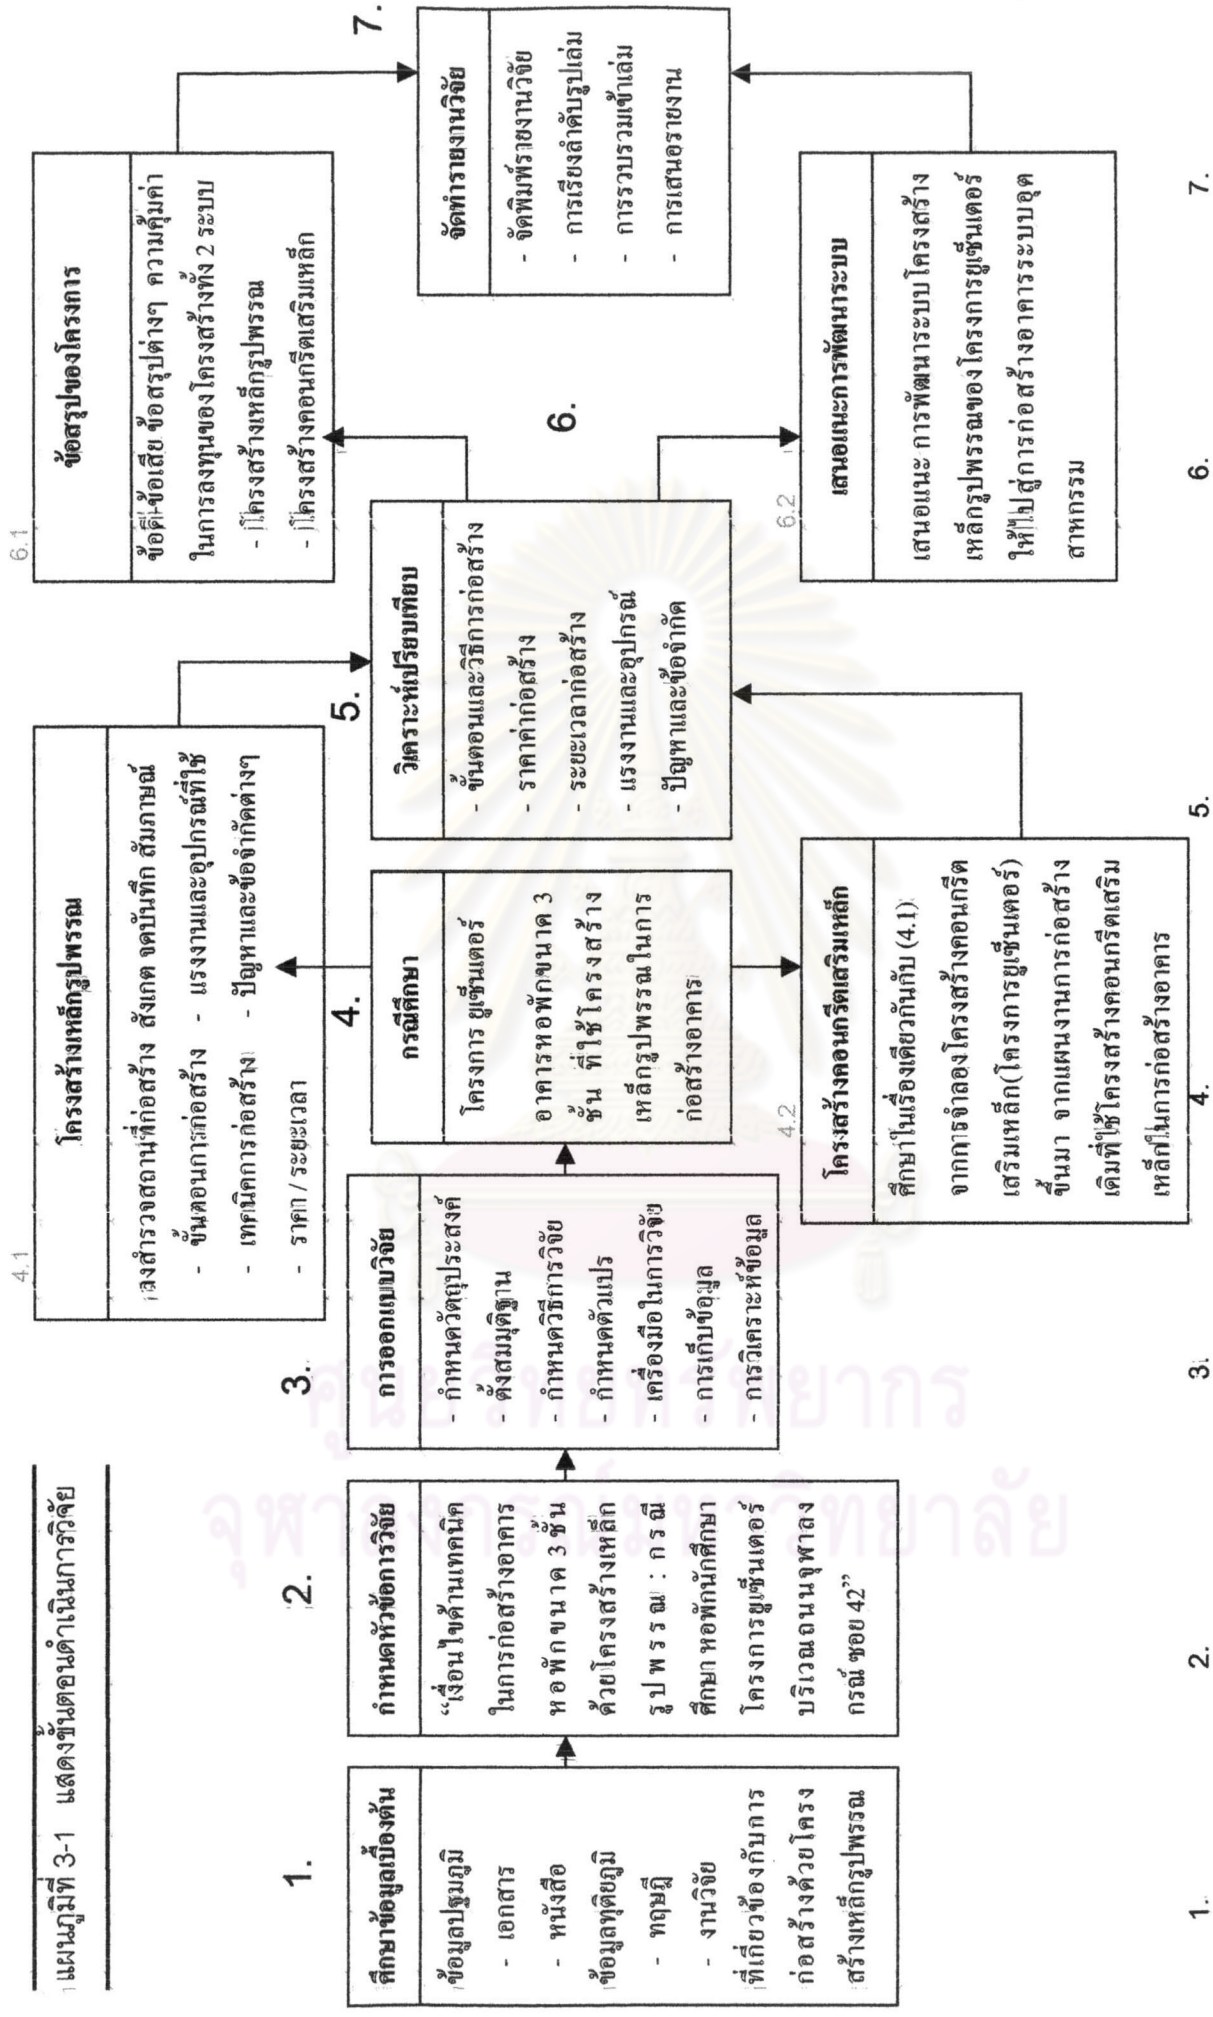 แผนภูมิที่ 3-1 แสดงขั้นตอนดำเนินการวิจัย
1.
ศึกษาข้อมูลเบื้องต้น
ข้อมูลปฐมภูมิ
- เอกสาร
- หนังสือ
ข้อมูลทุติยภูมิ
- ทฤษฎี
- งานวิจัย
ที่เกี่ยวข้องกับการ
ก่อสร้างด้วยโครง
สร้างเหล็กรูปพรรณ
2.
กำหนดหัวข้อการวิจัย
“เงื่อนไขด้านเทคนิค
ในการก่อสร้างอาคาร
หอพักขนาด 3 ชั้น
ด้วยโครงสร้างเหล็ก
รูปพรรณ : กรณี
ศึกษา หอพักนักศึกษา
โครงการยูเซ็นเตอร์
บริเวณถนนจุฬาลง
กรณ์ ซอย 42”
3.
การออกแบบวิจัย
- กำหนดวัตถุประสงค์
- ตั้งสมมุติฐาน
- กำหนดวิธีการวิจัย
- กำหนดตัวแปร
- เครื่องมือในการวิจัย
- การเก็บข้อมูล
- การวิเคราะห์ข้อมูล
4.1
โครงสร้างเหล็กรูปพรรณ
ลงสำรวจสถานที่ก่อสร้าง สังเกต จดบันทึก สัมภาษณ์
- ขั้นตอนการก่อสร้าง - แรงงานและอุปกรณ์ที่ใช้
- เทคนิคการก่อสร้าง - ปัญหาและข้อจำกัดต่างๆ
- ราคา / ระยะเวลา
4.
กรณีศึกษา
โครงการ ยูเซ็นเตอร์
อาคารหอพักขนาด 3
ชั้น ที่ใช้โครงสร้าง
เหล็กรูปพรรณในการ
ก่อสร้างอาคาร
4.2
โครงสร้างคอนกรีตเสริมเหล็ก
ศึกษาในเรื่องเดียวกันกับ (4.1)
จากการจำลองโครงสร้างคอนกรีต
เสริมเหล็ก(โครงการยูเซ็นเตอร์)
ขึ้นมา จากแผนงานการก่อสร้าง
เดิมที่ใช้โครงสร้างคอนกรีตเสริม
เหล็กในการก่อสร้างอาคาร
5.
วิเคราะห์เปรียบเทียบ
- ขั้นตอนและวิธีการก่อสร้าง
- ราคาค่าก่อสร้าง
- ระยะเวลาก่อสร้าง
- แรงงานและอุปกรณ์
- ปัญหาและข้อจำกัด
6.1
ข้อสรุปของโครงการ
ข้อดี-ข้อเสีย ข้อสรุปต่างๆ ความคุ้มค่า
ในการลงทุนของโครงสร้างทั้ง 2 ระบบ
- โครงสร้างเหล็กรูปพรรณ
- โครงสร้างคอนกรีตเสริมเหล็ก
6.
6.2
เสนอแนะการพัฒนาระบบ
เสนอแนะ การพัฒนาระบบโครงสร้าง
เหล็กรูปพรรณของโครงการยูเซ็นเตอร์
ให้ไปสู่การก่อสร้างอาคารระบบอุต
สาหกรรม
7.
จัดทำรายงานวิจัย
- จัดพิมพ์รายงานวิจัย
- การเรียงลำดับรูปเล่ม
- การรวบรวมเข้าเล่ม
- การเสนอรายงาน
1. 2. 3. 4. 5. 6. 7.
ศูนย์วิทยทรัพยากร
จุฬาลงกรณ์มหาวิทยาลัย